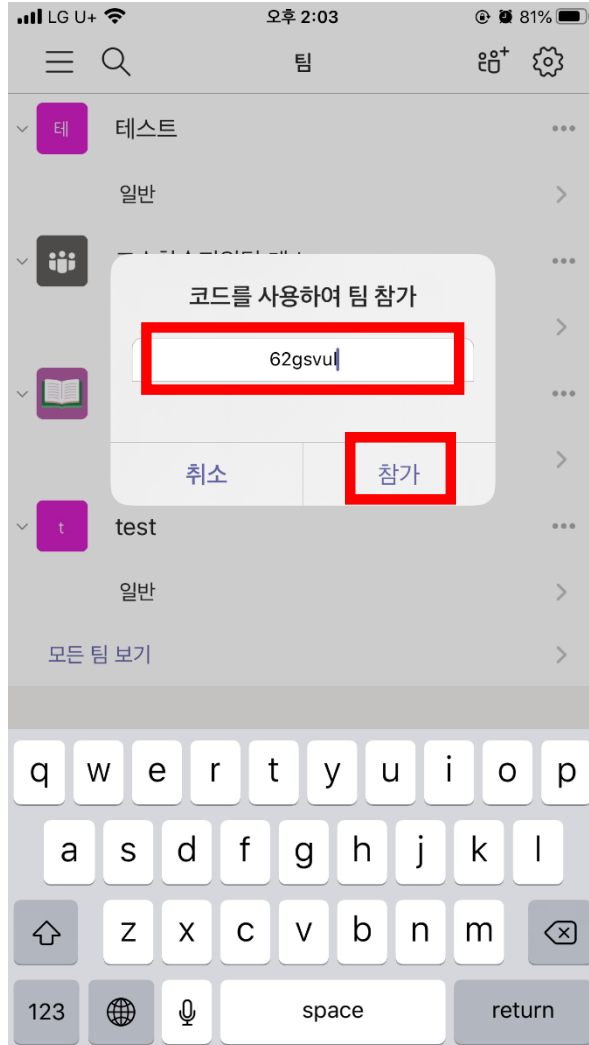 LG U+ 오후 2:03 81%
팀
테 테스트
일반
코드를 사용하여 팀 참가
62gsvul
취소 참가
t test
일반
모든 팀 보기
q w e r t y u i o p
a s d f g h j k l
z x c v b n m
123 space return